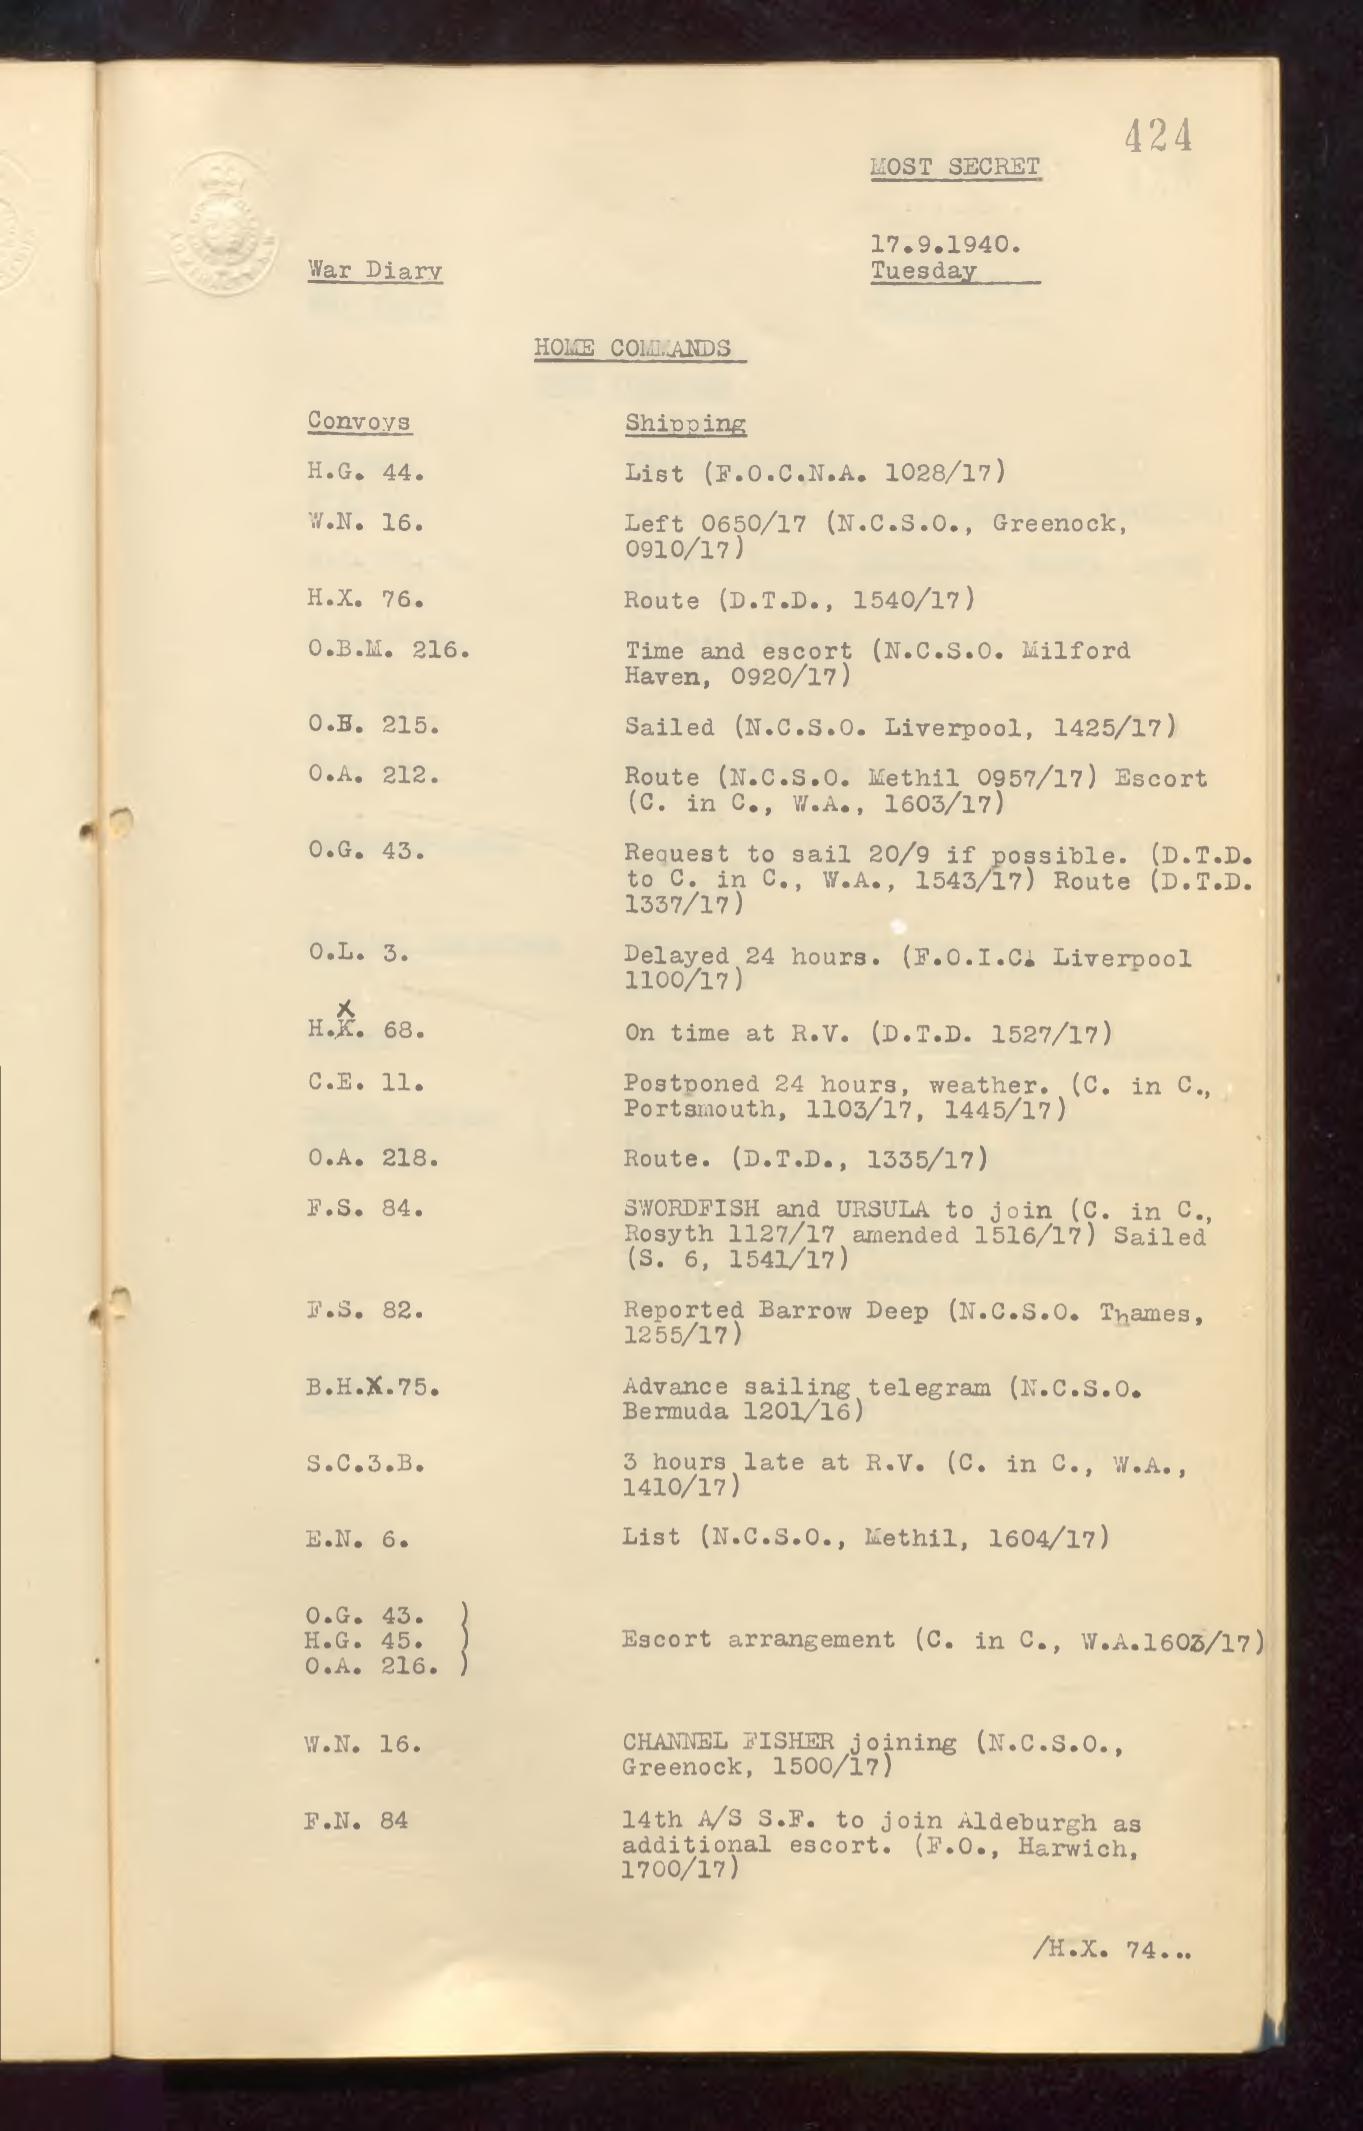 424
MOST SECRET
17.9.1940.
War Diary Tuesday
HOME COMMANDS
Convoys Shipping
H.G. 44. List (F.O.C.N.A. 1028/17)
W.N. 16. Left 0650/17 (N.C.S.O., Greenock,
0910/17)
H.X. 76. Route (D.T.D., 1540/17)
O.B.M. 216. Time and escort (N.C.S.O. Milford
Haven, 0920/17)
O.B. 215. Sailed (N.C.S.O. Liverpool, 1425/17)
O.A. 212. Route (N.C.S.O. Methil 0957/17) Escort
(C. in C., W.A., 1603/17)
O.G. 43. Request to sail 20/9 if possible. (D.T.D.
to C. in C., W.A., 1543/17) Route (D.T.D.
1337/17)
O.L. 3. Delayed 24 hours. (F.O.I.C. Liverpool
1100/17)
X
H.K. 68. On time at R.V. (D.T.D. 1527/17)
C.E. 11. Postponed 24 hours, weather. (C. in C.,
Portsmouth, 1103/17, 1445/17)
O.A. 218. Route. (D.T.D., 1335/17)
F.S. 84. SWORDFISH and URSULA to join (C. in C.,
Rosyth 1127/17 amended 1516/17) Sailed
(S. 6, 1541/17)
F.S. 82. Reported Barrow Deep (N.C.S.O. Thames,
1255/17)
B.H.X.75. Advance sailing telegram (N.C.S.O.
Bermuda 1201/16)
S.C.3.B. 3 hours late at R.V. (C. in C., W.A.,
1410/17)
E.N. 6. List (N.C.S.O., Methil, 1604/17)
O.G. 43. )
H.G. 45. ) Escort arrangement (C. in C., W.A.1603/17)
O.A. 216. )
W.N. 16. CHANNEL FISHER joining (N.C.S.O.,
Greenock, 1500/17)
F.N. 84 14th A/S S.F. to join Aldeburgh as
additional escort. (F.O., Harwich,
1700/17)
/H.X. 74...